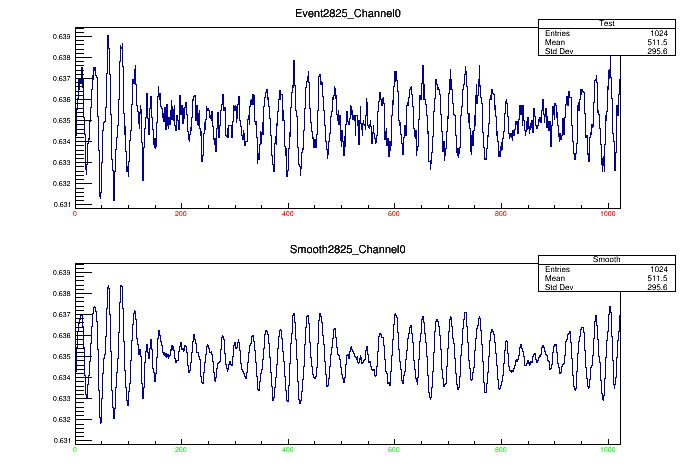 Event2825_Channel0
Test
Entries 1024
Mean 511.5
Std Dev 295.6
0.639
0.638
0.637
0.636
0.635
0.634
0.633
0.632
0.631
0 200 400 600 800 1000
Smooth2825_Channel0
Smooth
Entries 1024
Mean 511.5
Std Dev 295.6
0.639
0.638
0.637
0.636
0.635
0.634
0.633
0.632
0.631
0 200 400 600 800 1000